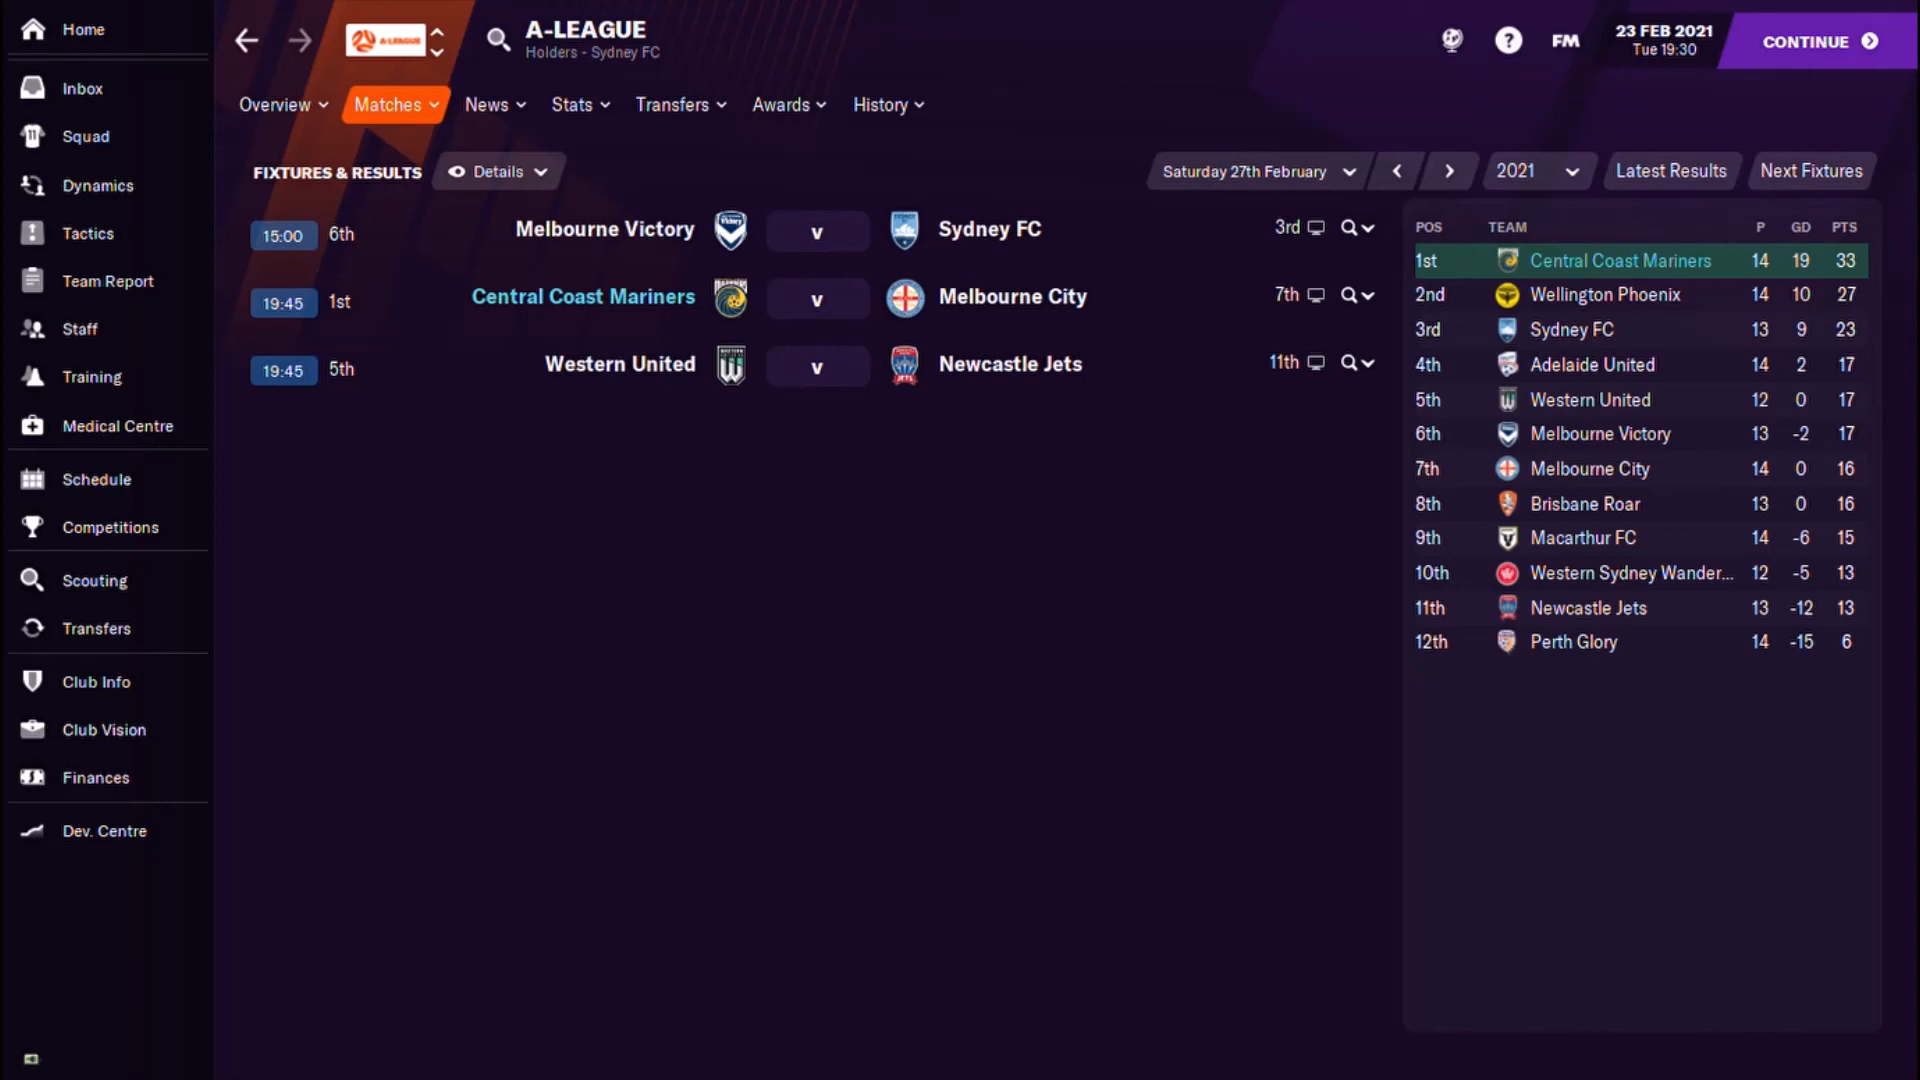 Home
Inbox
Squad
Dynamics
Tactics
Team Report
Staff
Training
Medical Centre
Schedule
Competitions
Scouting
Transfers
Club Info
Club Vision
Finances
Dev. Centre
A-LEAGUE
A-LEAGUE
Holders - Sydney FC
FM
23 FEB 2021
Tue 19:30
CONTINUE
Overview Matches News Stats Transfers Awards History
FIXTURES & RESULTS Details
Saturday 27th February 2021 Latest Results Next Fixtures
15:00 6th Melbourne Victory v Sydney FC 3rd
19:45 1st Central Coast Mariners v Melbourne City 7th
19:45 5th Western United v Newcastle Jets 11th
POS TEAM P GD PTS
1st Central Coast Mariners 14 19 33
2nd Wellington Phoenix 14 10 27
3rd Sydney FC 13 9 23
4th Adelaide United 14 2 17
5th Western United 12 0 17
6th Melbourne Victory 13 -2 17
7th Melbourne City 14 0 16
8th Brisbane Roar 13 0 16
9th Macarthur FC 14 -6 15
10th Western Sydney Wander... 12 -5 13
11th Newcastle Jets 13 -12 13
12th Perth Glory 14 -15 6